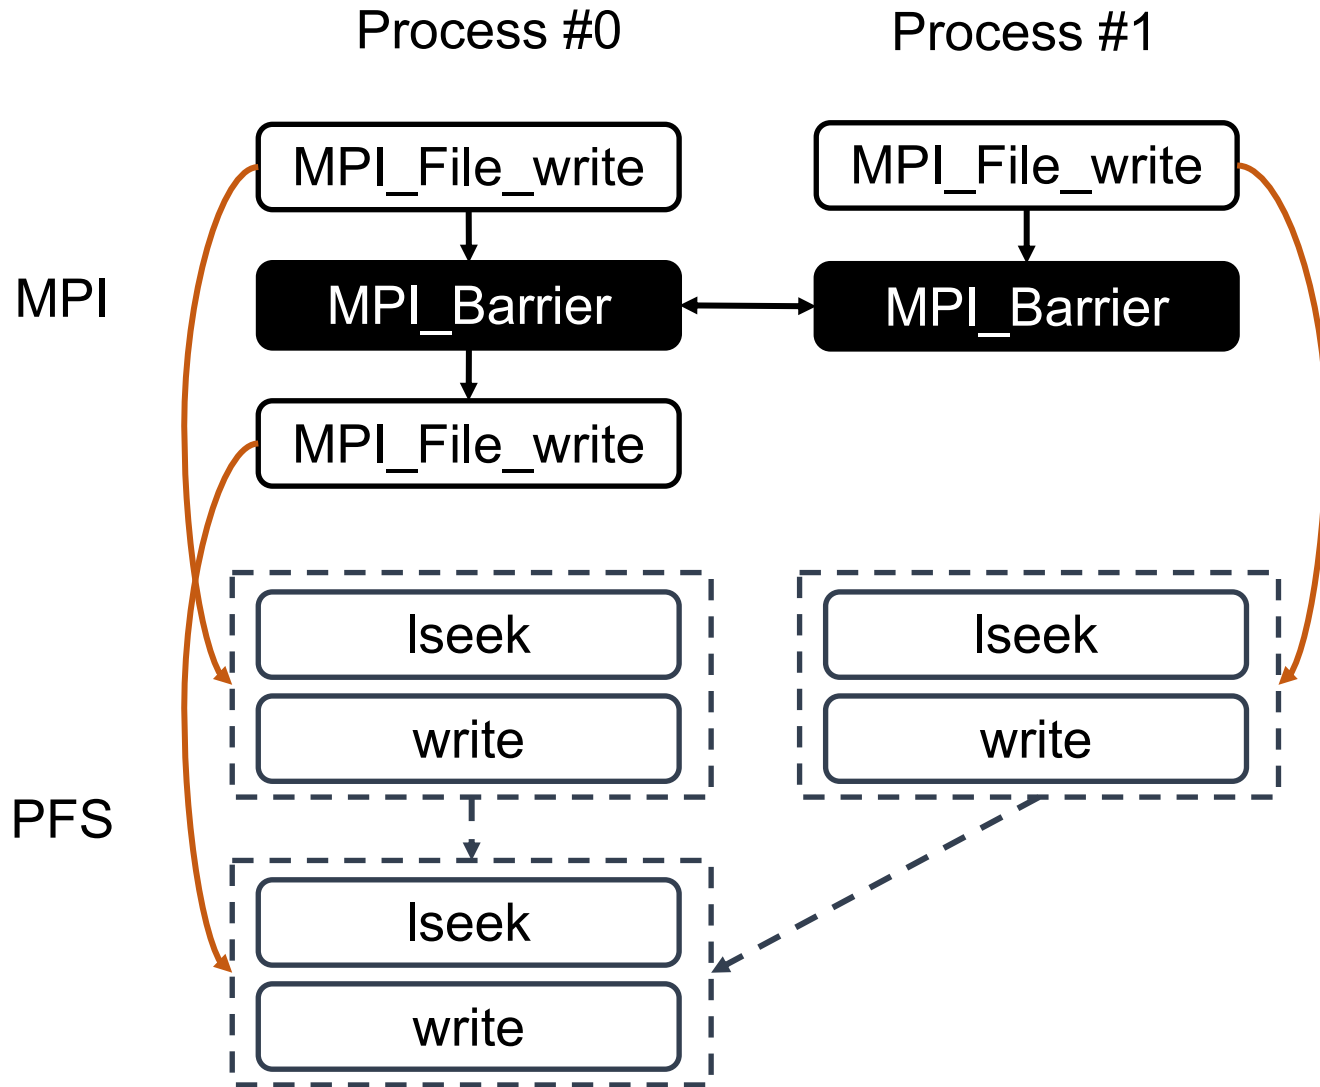 Process #0
Process #1
MPI_File_write
MPI_File_write
MPI
MPI_Barrier
MPI_Barrier
MPI_File_write
lseek
lseek
write
write
PFS
lseek
write